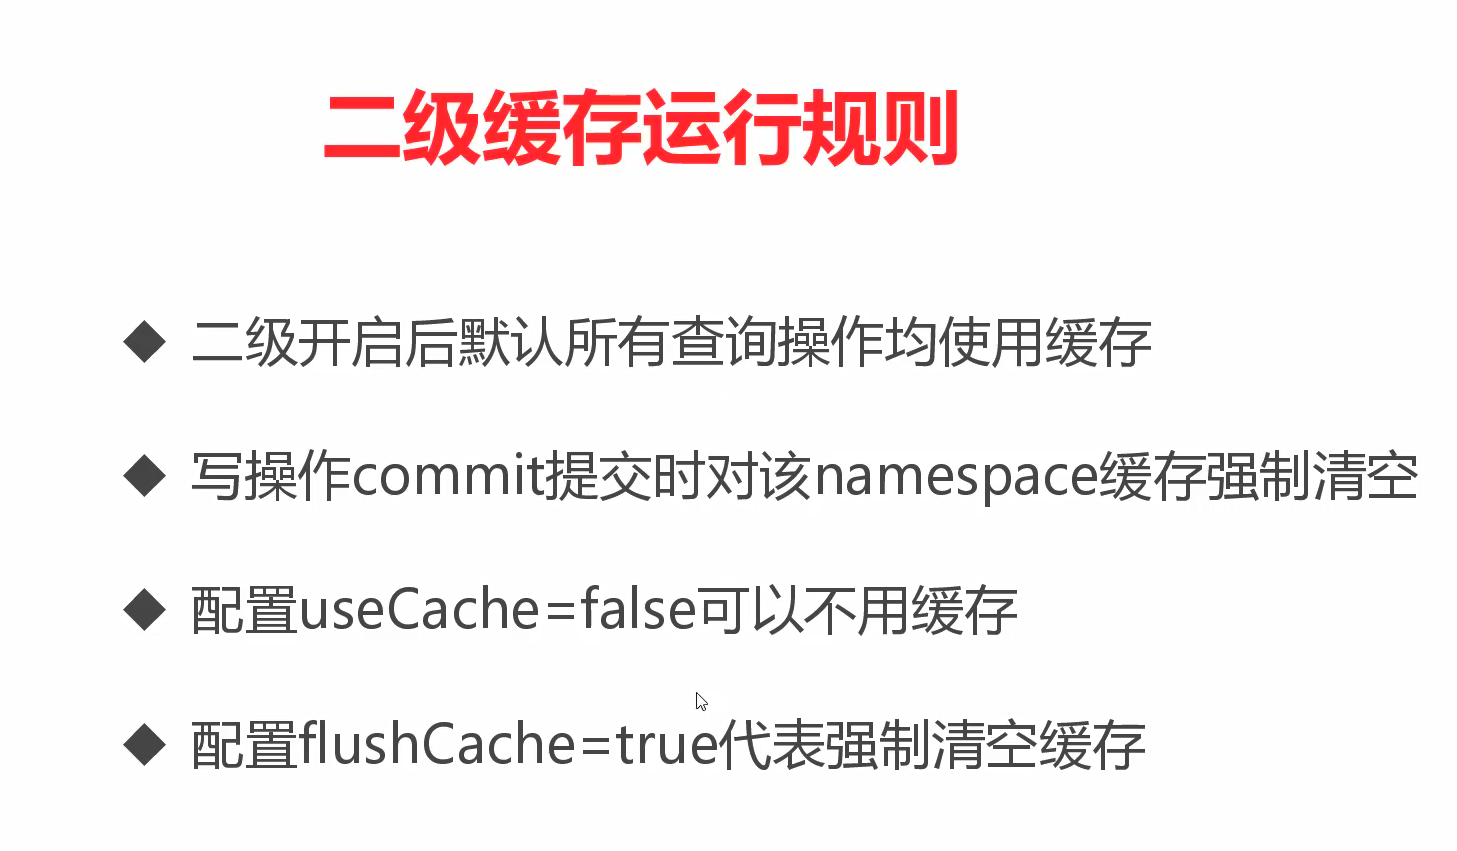 二级缓存运行规则
◆ 二级开启后默认所有查询操作均使用缓存
◆ 写操作commit提交时对该namespace缓存强制清空
◆ 配置useCache=false可以不用缓存
◆ 配置flushCache=true代表强制清空缓存